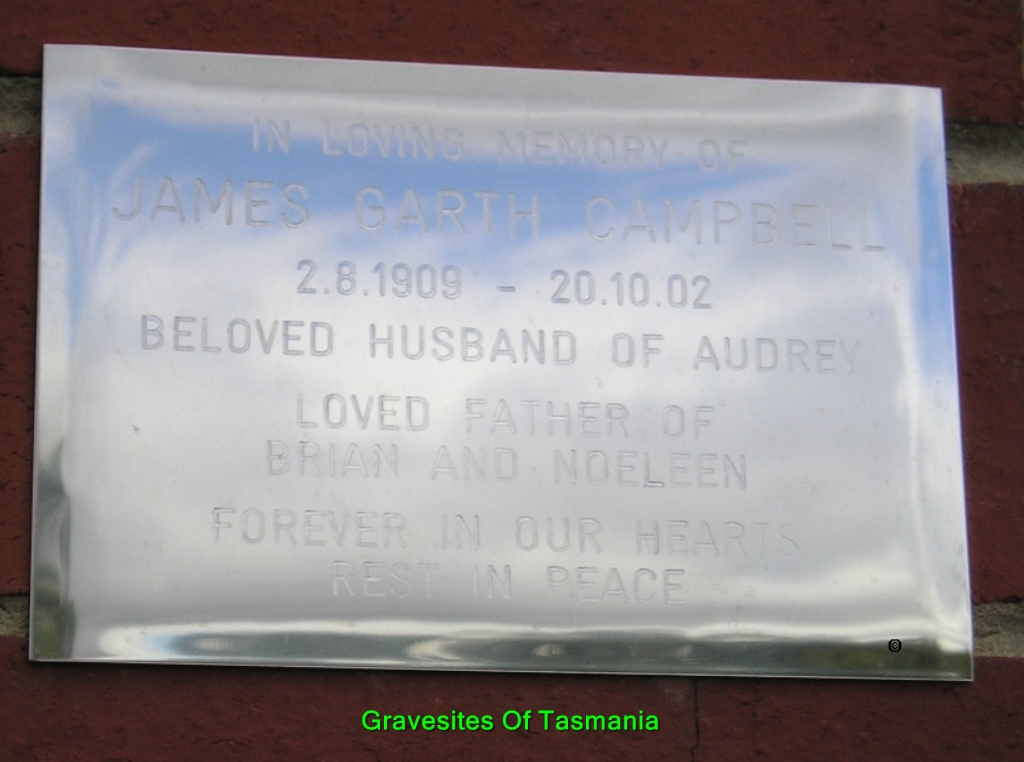 IN LOVING MEMORY OF
JAMES GARTH CAMPBELL
2.8.1909 - 20.10.02
BELOVED HUSBAND OF AUDREY
LOVED FATHER OF
BRIAN AND NOELEEN
FOREVER IN OUR HEARTS
REST IN PEACE
©
Gravesites Of Tasmania